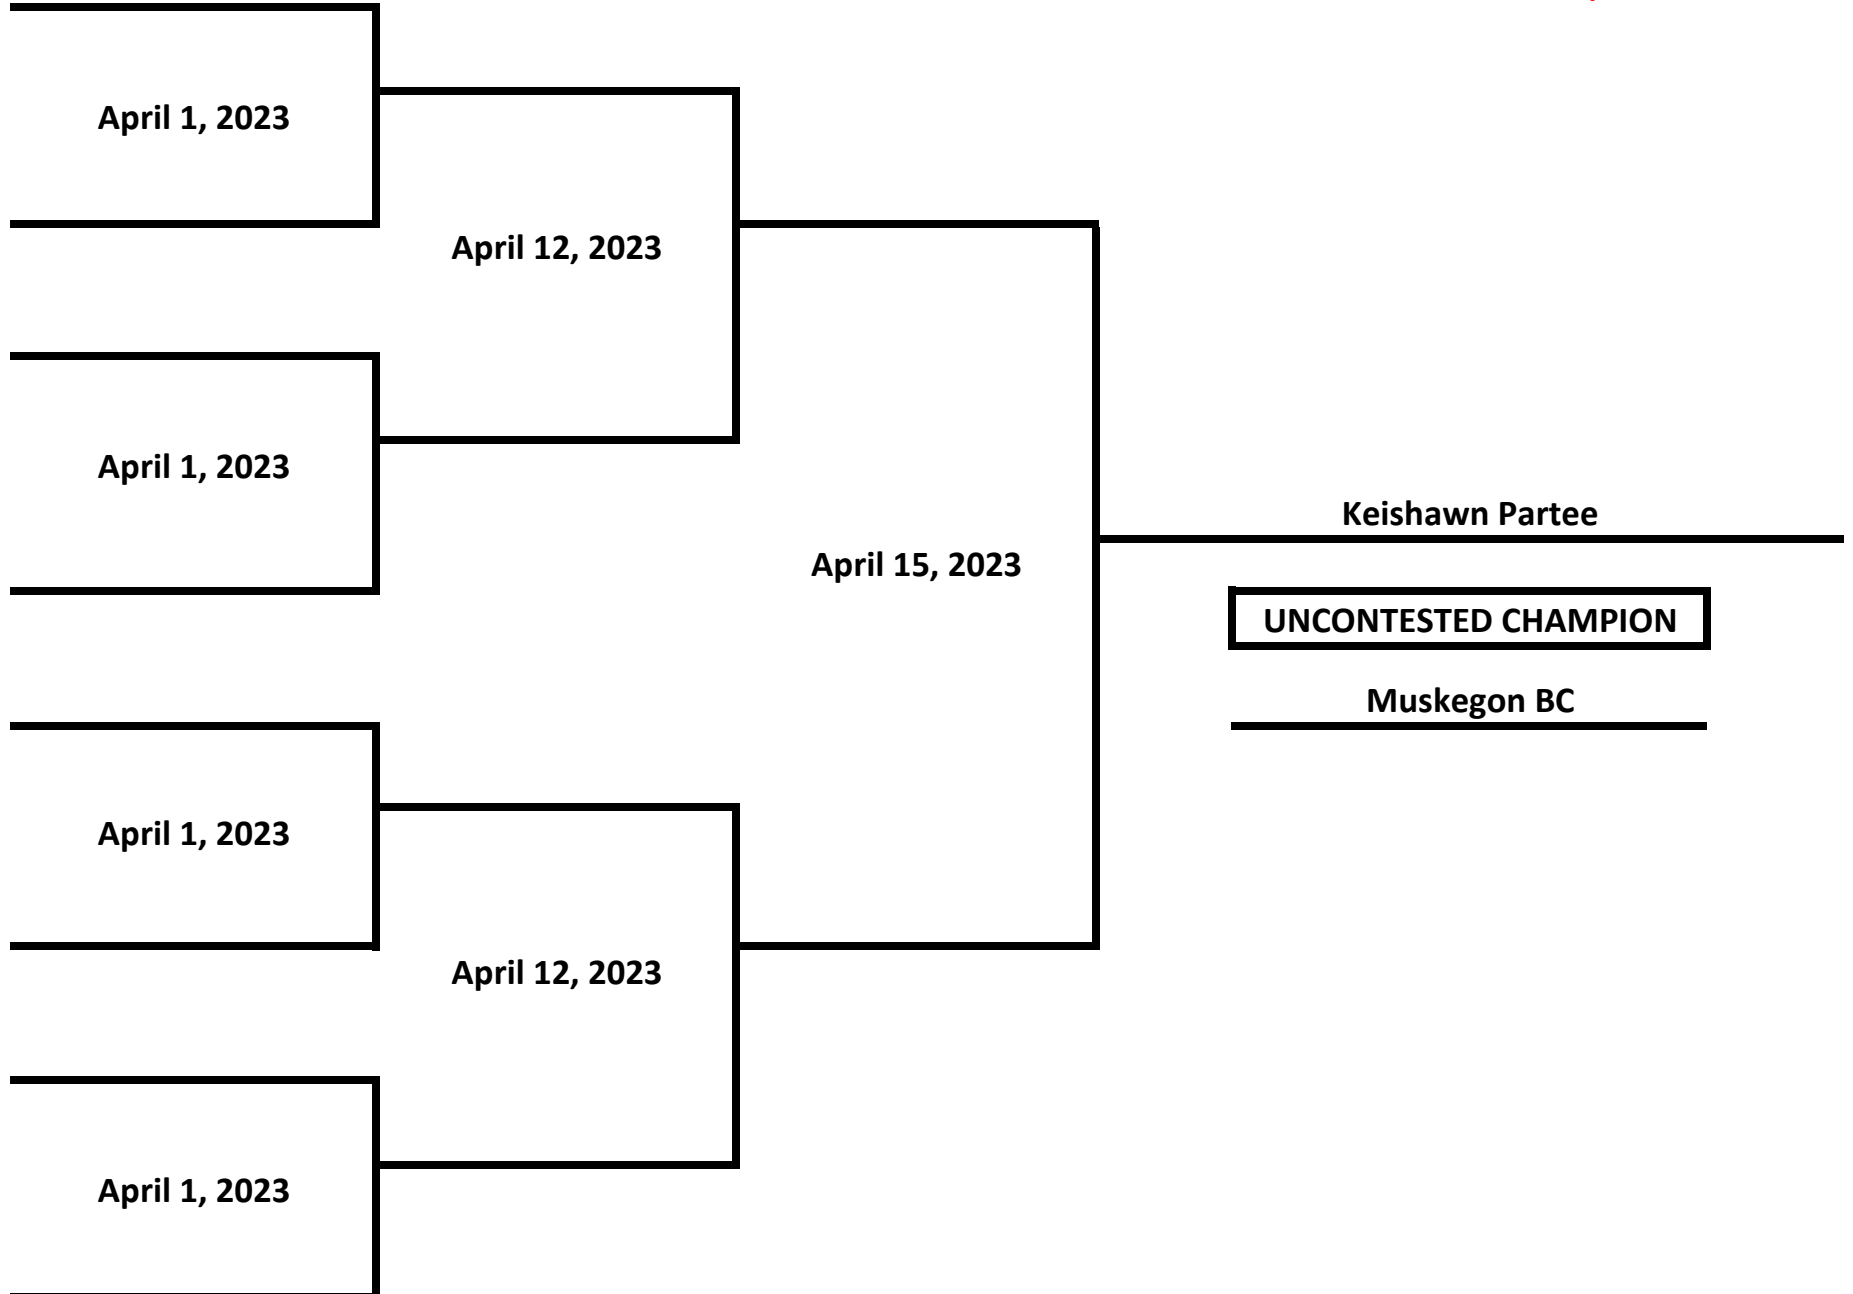 April 1, 2023
April 12, 2023
April 1, 2023
Keishawn Partee
April 15, 2023
UNCONTESTED CHAMPION
Muskegon BC
April 1, 2023
April 12, 2023
April 1, 2023